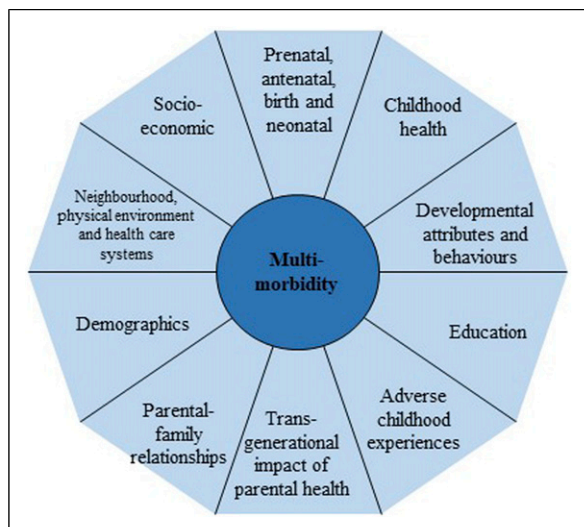 Prenatal,
antenatal,
birth and
neonatal
Childhood
health
Developmental
attributes and
behaviours
Education
Adverse
childhood
experiences
Trans-
generational
impact of
parental health
Parental-
family
relationships
Demographics
Neighbourhood,
physical environment
and health care
systems
Socio-
economic
Multi-
morbidity